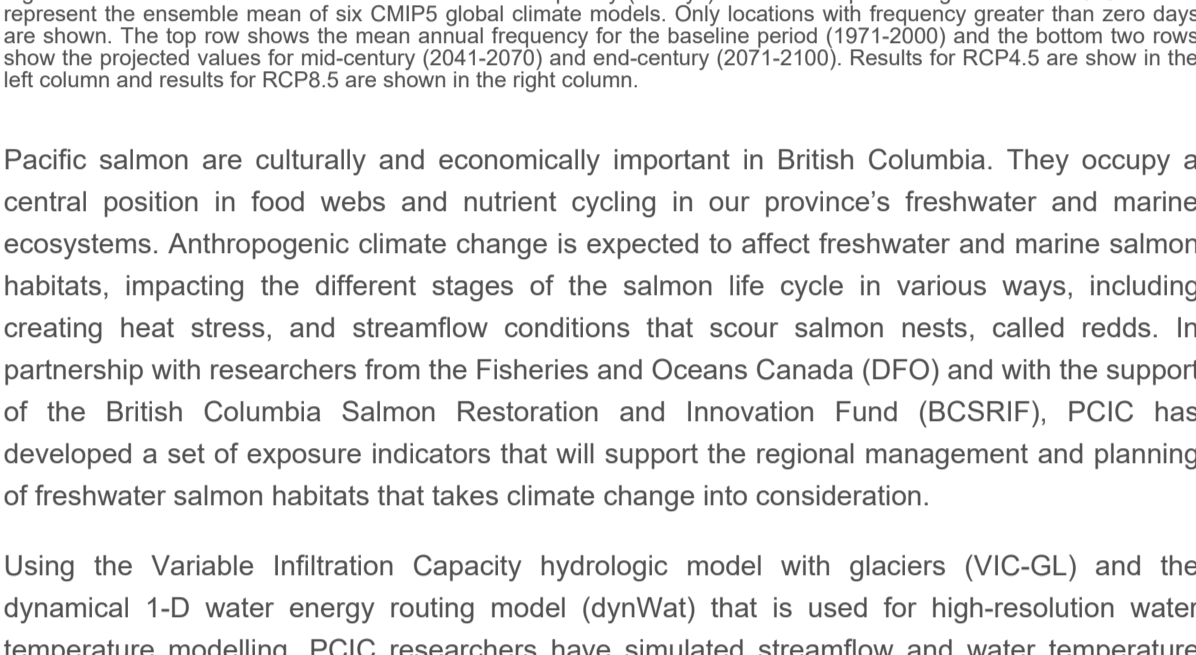 represent the ensemble mean of six CMIP5 global climate models. Only locations with frequency greater than zero days
are shown. The top row shows the mean annual frequency for the baseline period (1971-2000) and the bottom two rows
show the projected values for mid-century (2041-2070) and end-century (2071-2100). Results for RCP4.5 are show in the
left column and results for RCP8.5 are shown in the right column.
Pacific salmon are culturally and economically important in British Columbia. They occupy a
central position in food webs and nutrient cycling in our province’s freshwater and marine
ecosystems. Anthropogenic climate change is expected to affect freshwater and marine salmon
habitats, impacting the different stages of the salmon life cycle in various ways, including
creating heat stress, and streamflow conditions that scour salmon nests, called redds. In
partnership with researchers from the Fisheries and Oceans Canada (DFO) and with the support
of the British Columbia Salmon Restoration and Innovation Fund (BCSRIF), PCIC has
developed a set of exposure indicators that will support the regional management and planning
of freshwater salmon habitats that takes climate change into consideration.
Using the Variable Infiltration Capacity hydrologic model with glaciers (VIC-GL) and the
dynamical 1-D water energy routing model (dynWat) that is used for high-resolution water
temperature modelling, PCIC researchers have simulated streamflow and water temperature